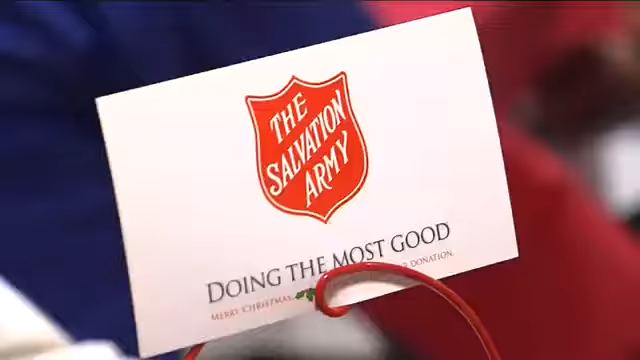 THE
SALVATION
ARMY
DOING THE MOST GOOD
MERRY CHRISTMAS DONATION.